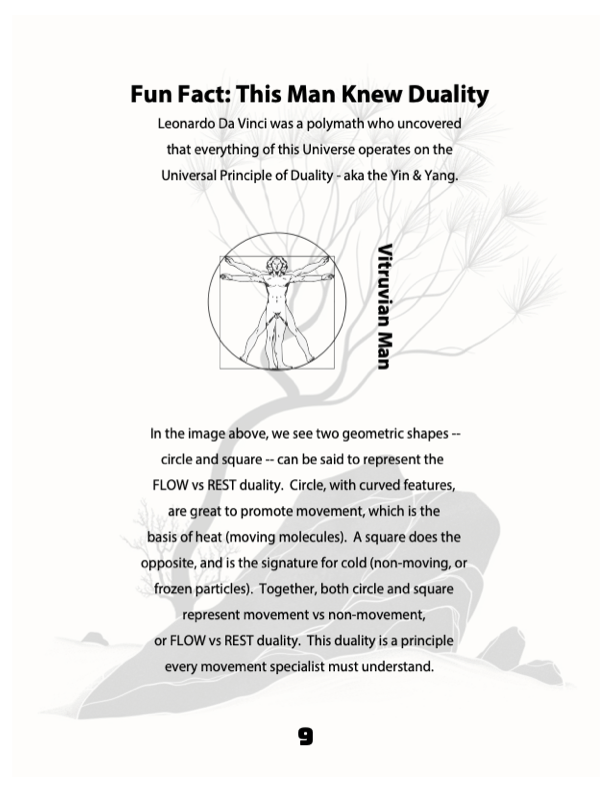 Fun Fact: This Man Knew Duality
Leonardo Da Vinci was a polymath who uncovered
that everything of this Universe operates on the
Universal Principle of Duality - aka the Yin & Yang.
Vitruvian Man
In the image above, we see two geometric shapes --
circle and square -- can be said to represent the
FLOW vs REST duality.  Circle, with curved features,
are great to promote movement, which is the
basis of heat (moving molecules).  A square does the
opposite, and is the signature for cold (non-moving, or
frozen particles).  Together, both circle and square
represent movement vs non-movement,
or FLOW vs REST duality.  This duality is a principle
every movement specialist must understand.
9